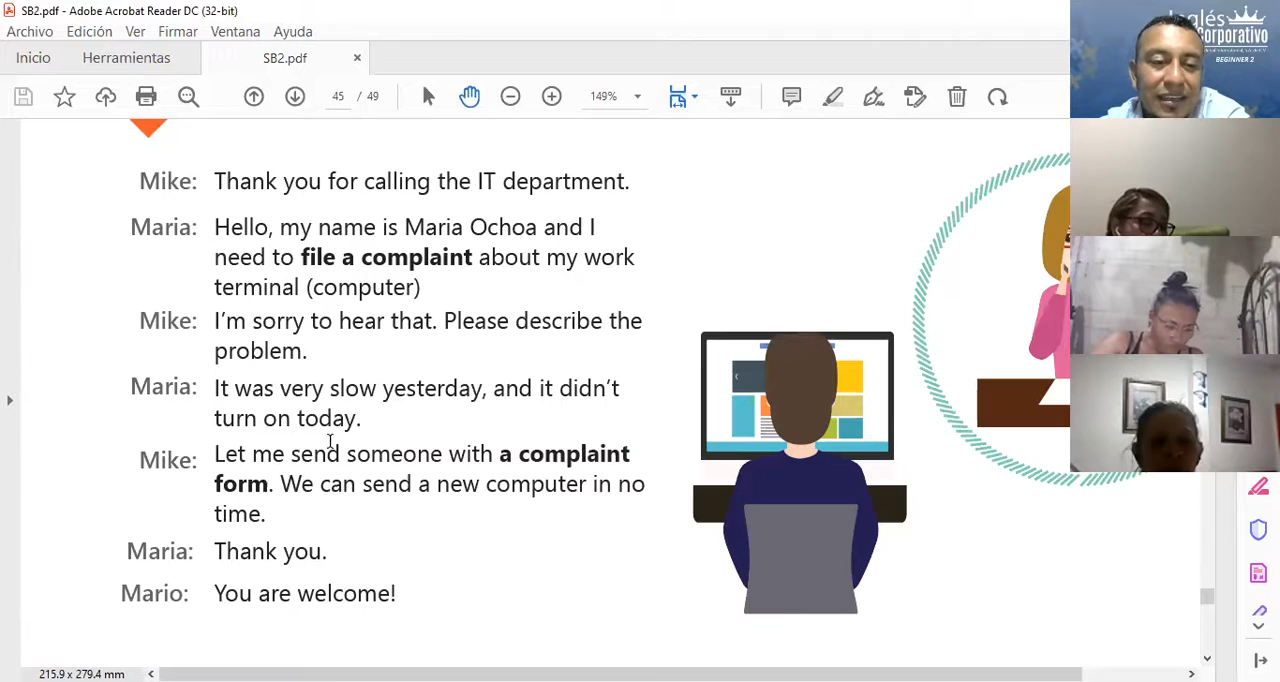 SB2.pdf - Adobe Acrobat Reader DC (32-bit)
Archivo Edición Ver Firmar Ventana Ayuda
Inicio Herramientas SB2.pdf ×
45 / 49 149%
Mike: Thank you for calling the IT department.
Maria: Hello, my name is Maria Ochoa and I
need to file a complaint about my work
terminal (computer)
Mike: I'm sorry to hear that. Please describe the
problem.
Maria: It was very slow yesterday, and it didn't
turn on today.
Mike: Let me send someone with a complaint
form. We can send a new computer in no
time.
Maria: Thank you.
Mario: You are welcome!
215.9 x 279.4 mm
Inglés
BEGINNER 2